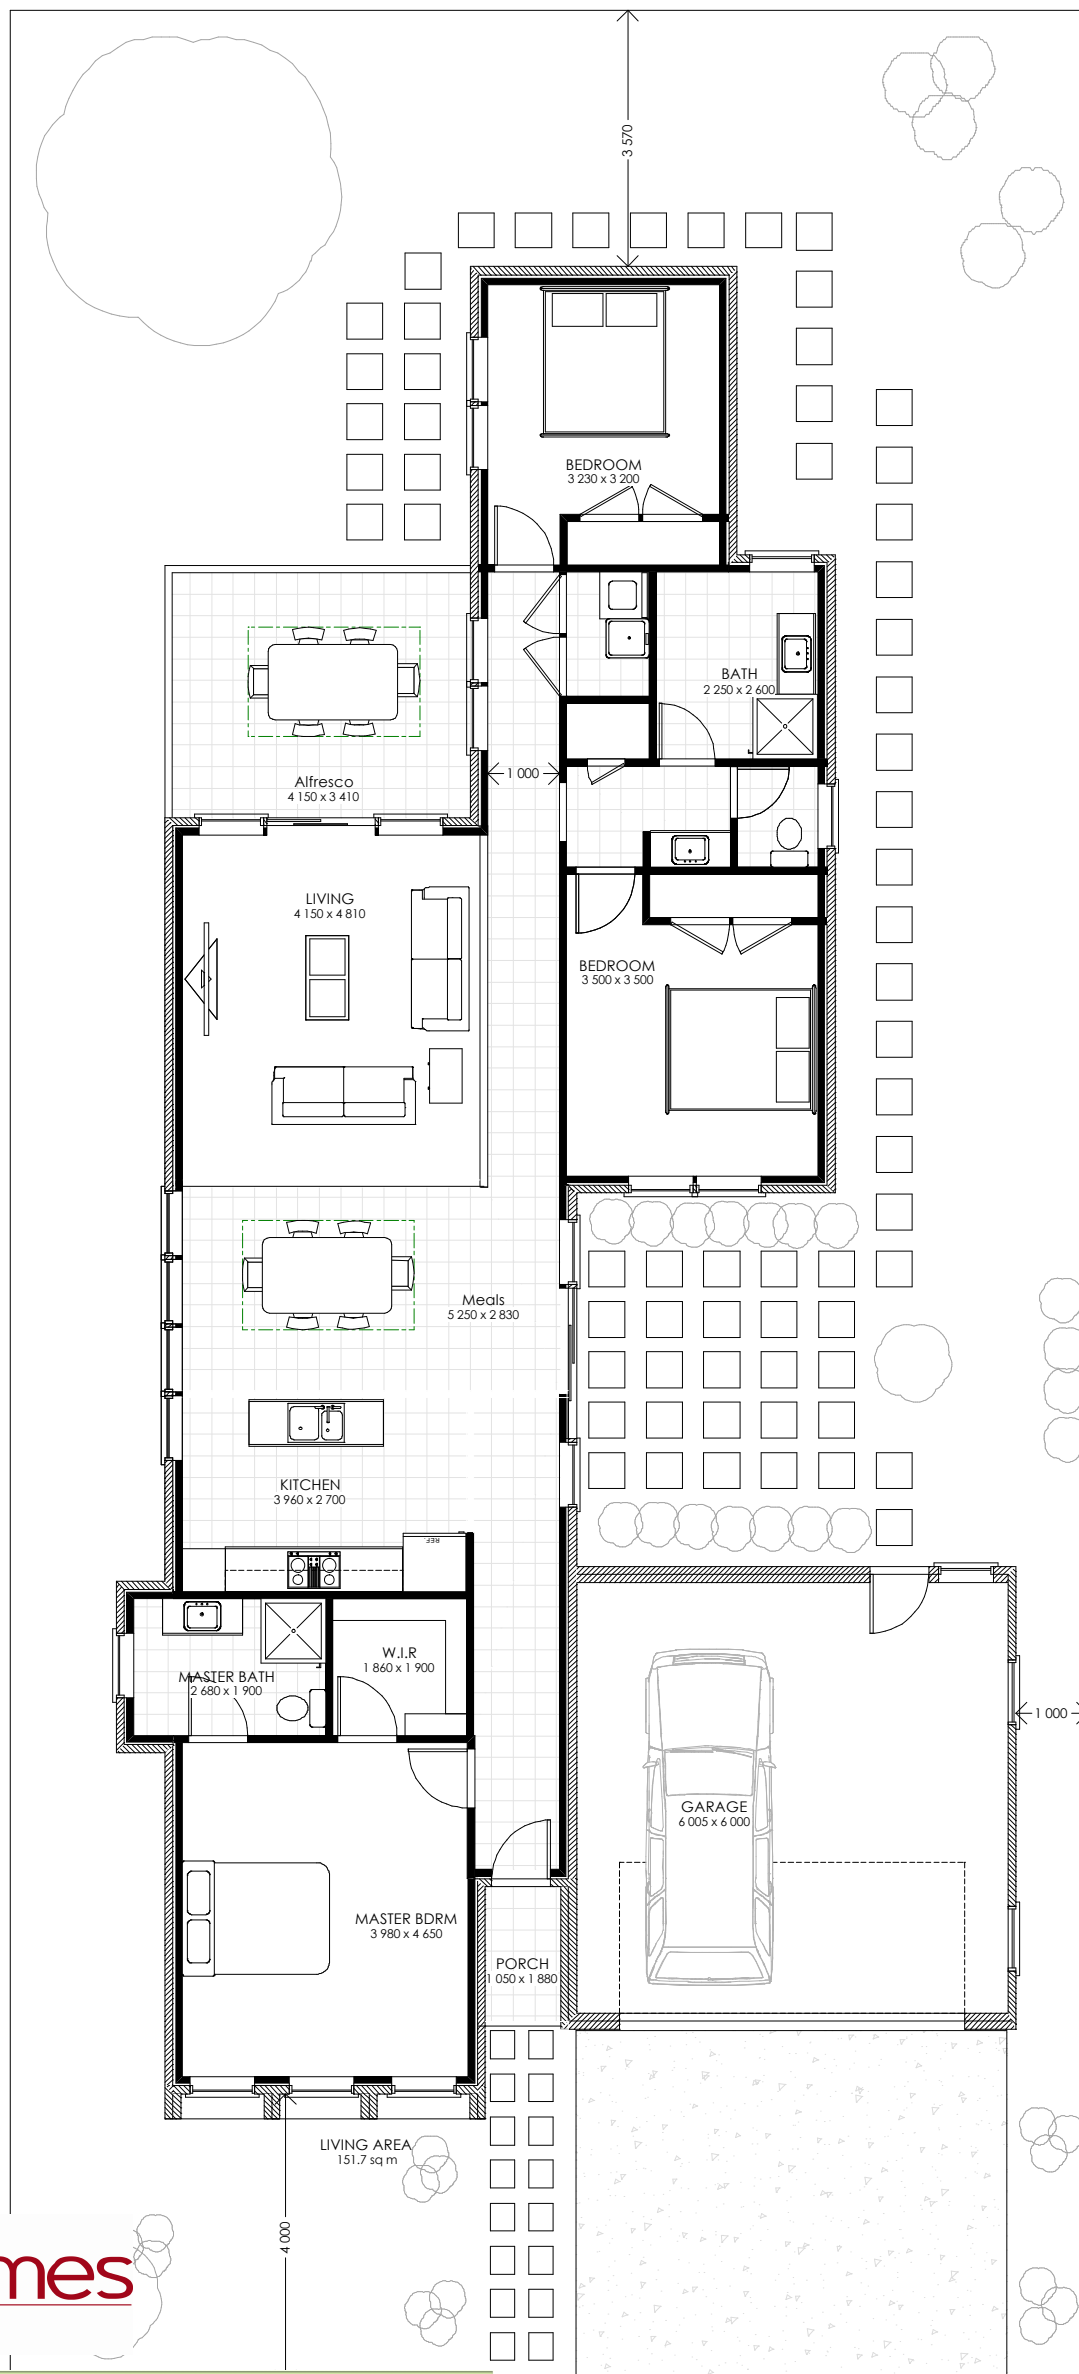 3 570
BEDROOM
3 230 x 3 200
BATH
2 250 x 2 600
1 000
Alfresco
4 150 x 3 410
LIVING
4 150 x 4 810
BEDROOM
3 500 x 3 500
Meals
5 250 x 2 830
KITCHEN
3 960 x 2 700
REF.
W.I.R
1 860 x 1 900
MASTER BATH
2 680 x 1 900
1 000
GARAGE
6 005 x 6 000
MASTER BDRM
3 980 x 4 650
PORCH
1 050 x 1 880
LIVING AREA
151.7 sq m
4 000
mes